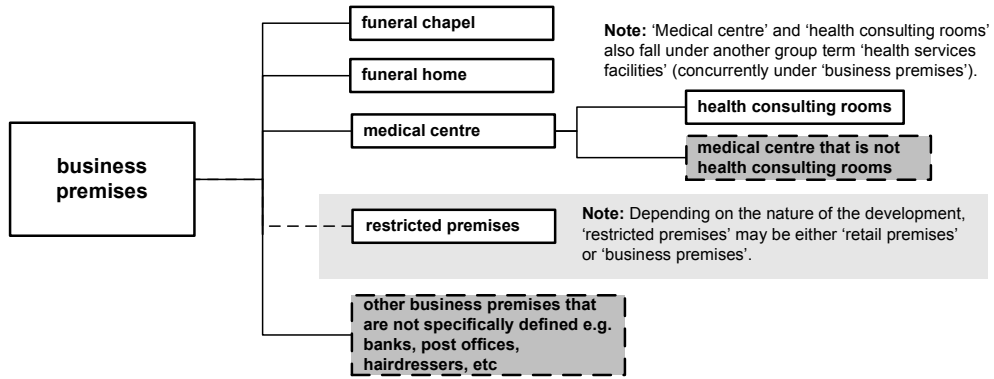 funeral chapel
Note: ‘Medical centre’ and ‘health consulting rooms’
also fall under another group term ‘health services
facilities’ (concurrently under ‘business premises’).
funeral home
health consulting rooms
medical centre
medical centre that is not
health consulting rooms
business
premises
restricted premises
Note: Depending on the nature of the development,
‘restricted premises’ may be either ‘retail premises’
or ‘business premises’.
other business premises that
are not specifically defined e.g.
banks, post offices,
hairdressers, etc